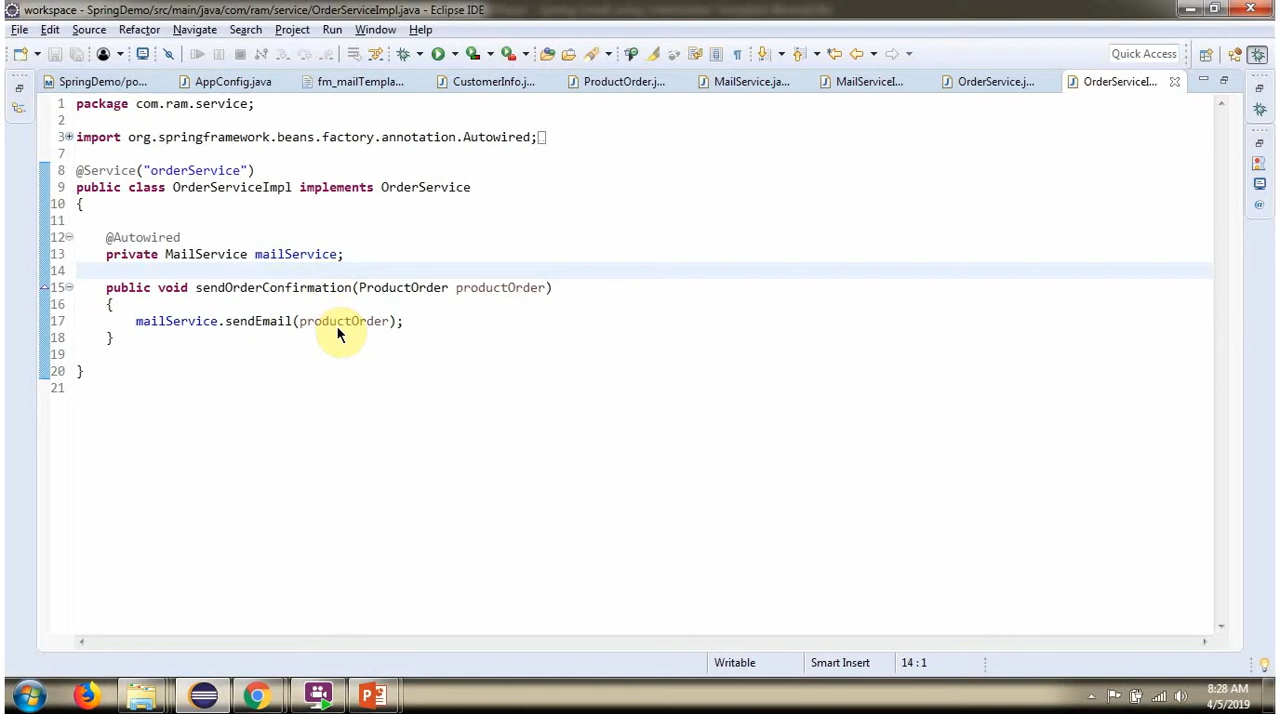 workspace - SpringDemo/src/main/java/com/ram/service/OrderServiceImpl.java - Eclipse IDE
File Edit Source Refactor Navigate Search Project Run Window Help
Quick Access
SpringDemo/po... AppConfig.java fm_mailTempla... CustomerInfo.j... ProductOrder.j... MailService.ja... MailServiceI... OrderService.j... OrderServiceI...
1 package com.ram.service;
2
3 import org.springframework.beans.factory.annotation.Autowired;
7
8 @Service("orderService")
9 public class OrderServiceImpl implements OrderService
10 {
11
12 @Autowired
13 private MailService mailService;
14
15 public void sendOrderConfirmation(ProductOrder productOrder)
16 {
17 mailService.sendEmail(productOrder);
18 }
19
20 }
21
Writable Smart Insert 14 : 1
8:28 AM
4/5/2019